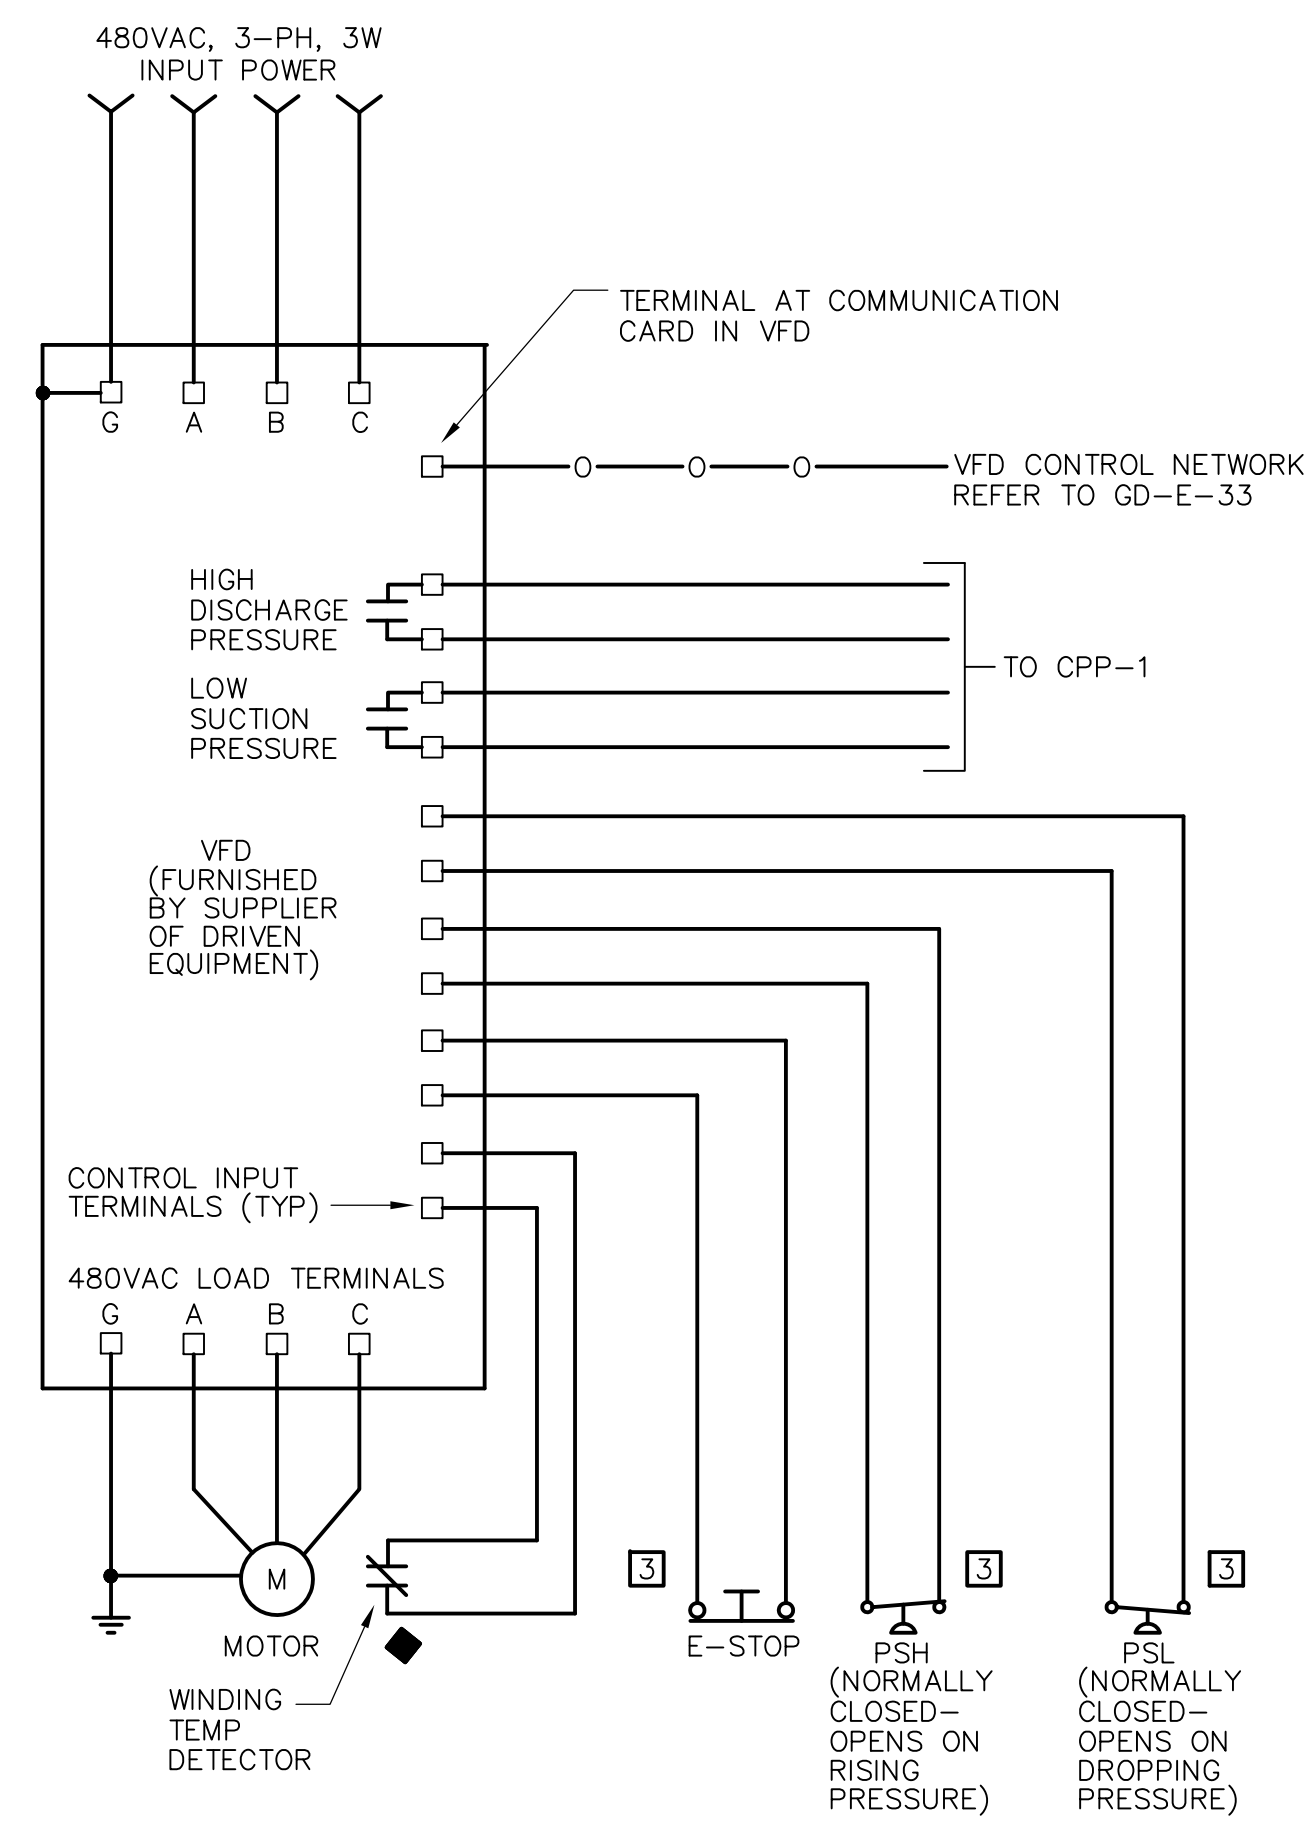 480VAC, 3-PH, 3W
INPUT POWER
TERMINAL AT COMMUNICATION
CARD IN VFD
G A B C
VFD CONTROL NETWORK
REFER TO GD-E-33
HIGH
DISCHARGE
PRESSURE
TO CPP-1
LOW
SUCTION
PRESSURE
VFD
(FURNISHED
BY SUPPLIER
OF DRIVEN
EQUIPMENT)
CONTROL INPUT
TERMINALS (TYP)
480VAC LOAD TERMINALS
G A B C
M
MOTOR
WINDING
TEMP
DETECTOR
3
E-STOP
3
PSH
(NORMALLY
CLOSED-
OPENS ON
RISING
PRESSURE)
3
PSL
(NORMALLY
CLOSED-
OPENS ON
DROPPING
PRESSURE)